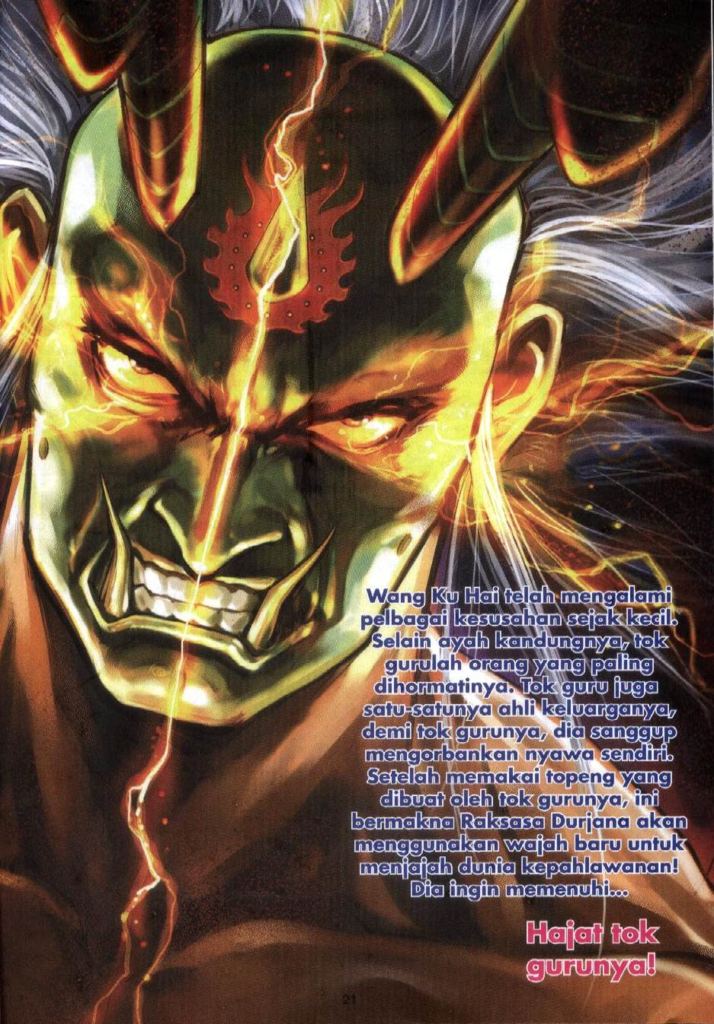 Wang Ku Hai telah mengalami
pelbagai kesusahan sejak kecil.
Selain ayah kandungnya, tok
gurulah orang yang paling
dihormatinya. Tok guru juga
satu-satunya ahli keluarganya,
demi tok gurunya, dia sanggup
mengorbankan nyawa sendiri.
Setelah memakai topeng yang
dibuat oleh tok gurunya, ini
bermakna Raksasa Durjana akan
menggunakan wajah baru untuk
menjajah dunia kepahlawanan!
Dia ingin memenuhi...
Hajat tok
gurunya!
21